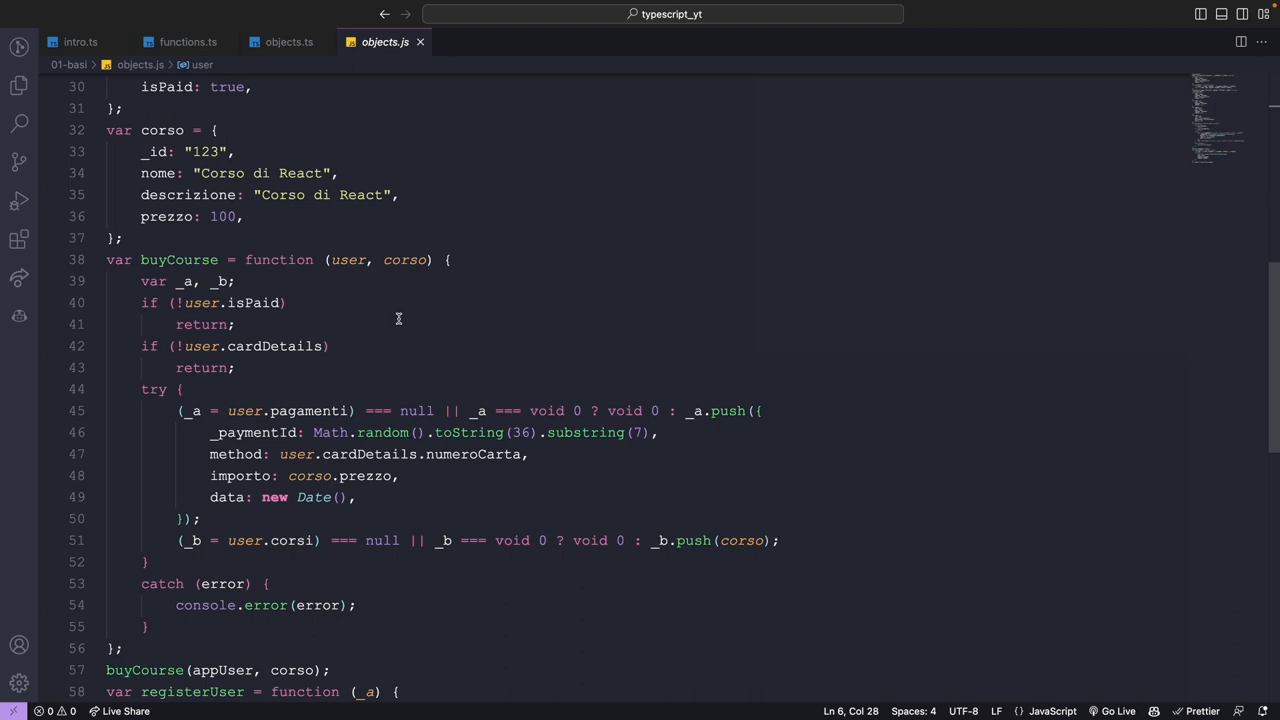 typescript_yt
intro.ts functions.ts objects.ts objects.js
01-basi > objects.js > user
30 isPaid: true,
31 };
32 var corso = {
33 _id: "123",
34 nome: "Corso di React",
35 descrizione: "Corso di React",
36 prezzo: 100,
37 };
38 var buyCourse = function (user, corso) {
39 var _a, _b;
40 if (!user.isPaid)
41 return;
42 if (!user.cardDetails)
43 return;
44 try {
45 (_a = user.pagamenti) === null || _a === void 0 ? void 0 : _a.push({
46 _paymentId: Math.random().toString(36).substring(7),
47 method: user.cardDetails.numeroCarta,
48 importo: corso.prezzo,
49 data: new Date(),
50 });
51 (_b = user.corsi) === null || _b === void 0 ? void 0 : _b.push(corso);
52 }
53 catch (error) {
54 console.error(error);
55 }
56 };
57 buyCourse(appUser, corso);
58 var registerUser = function (_a) {
0 0 Live Share Ln 6, Col 28 Spaces: 4 UTF-8 LF {} JavaScript Go Live Prettier